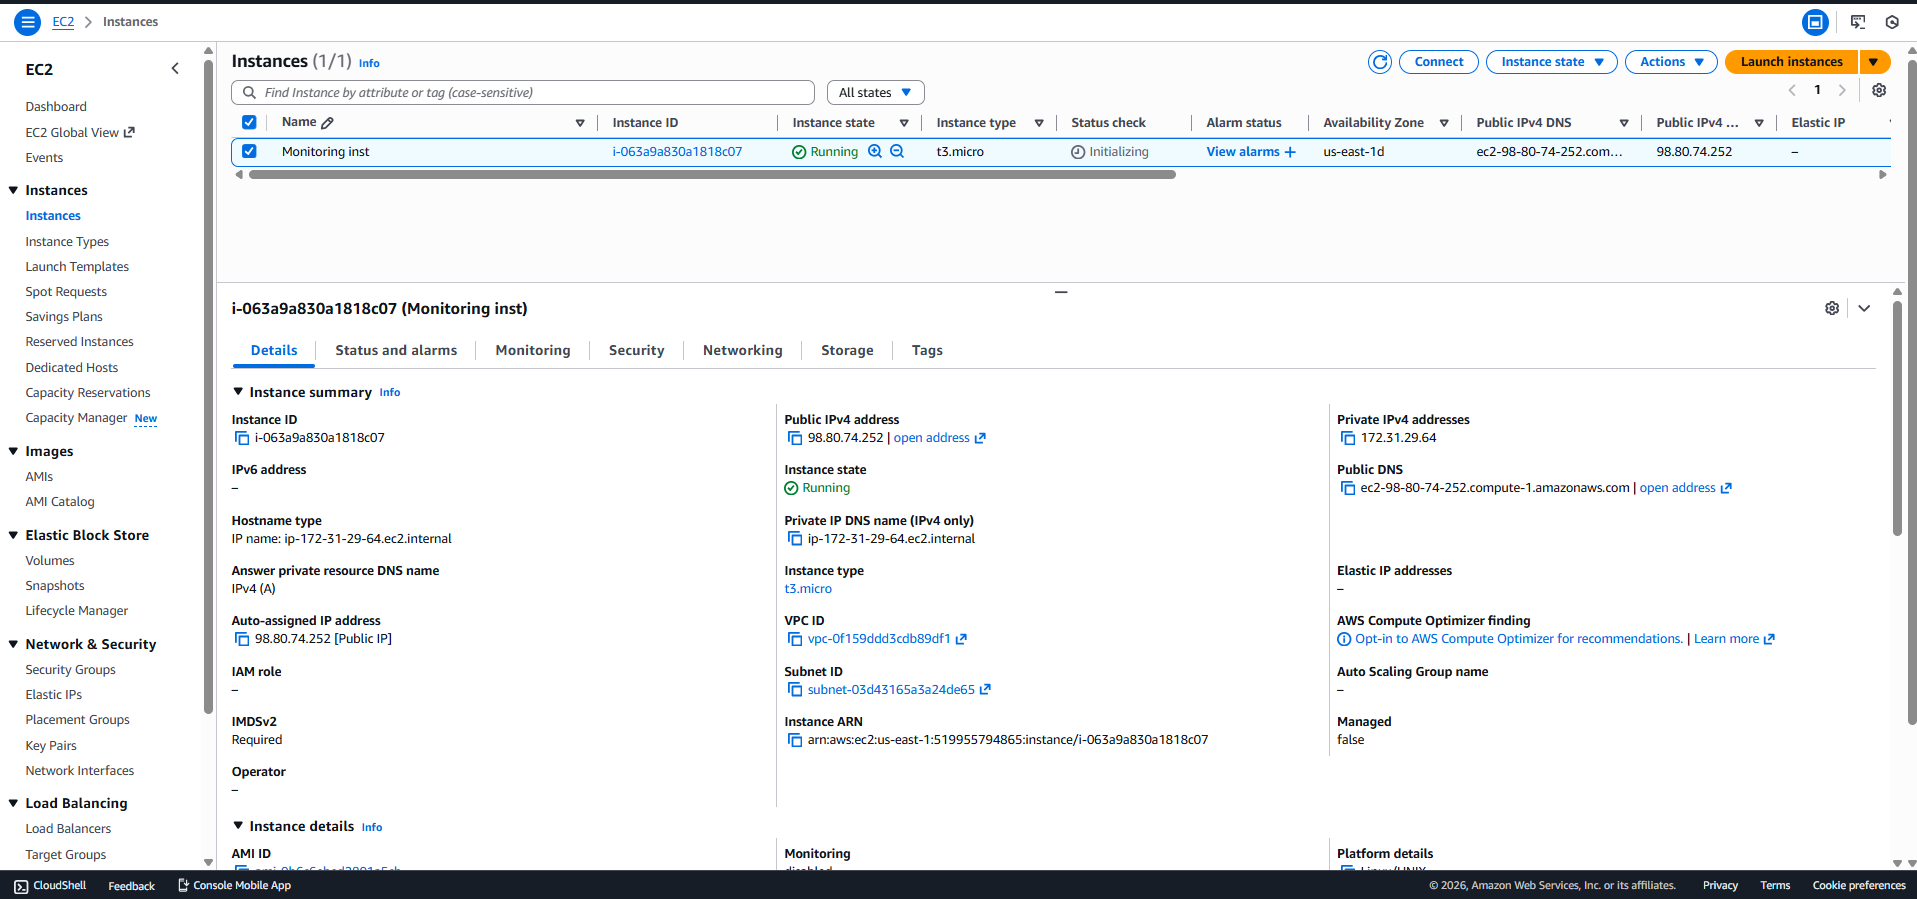 EC2 > Instances
EC2
Dashboard
EC2 Global View
Events
Instances
Instances
Instance Types
Launch Templates
Spot Requests
Savings Plans
Reserved Instances
Dedicated Hosts
Capacity Reservations
Capacity Manager New
Images
AMIs
AMI Catalog
Elastic Block Store
Volumes
Snapshots
Lifecycle Manager
Network & Security
Security Groups
Elastic IPs
Placement Groups
Key Pairs
Network Interfaces
Load Balancing
Load Balancers
Target Groups
Instances (1/1) Info
Connect
Instance state
Actions
Launch instances
Find Instance by attribute or tag (case-sensitive)
All states
1
Name Instance ID Instance state Instance type Status check Alarm status Availability Zone Public IPv4 DNS Public IPv4 ... Elastic IP
Monitoring inst i-063a9a830a1818c07 Running t3.micro Initializing View alarms + us-east-1d ec2-98-80-74-252.com... 98.80.74.252 –
i-063a9a830a1818c07 (Monitoring inst)
Details Status and alarms Monitoring Security Networking Storage Tags
Instance summary Info
Instance ID
i-063a9a830a1818c07
Public IPv4 address
98.80.74.252 | open address
Private IPv4 addresses
172.31.29.64
IPv6 address
–
Instance state
Running
Public DNS
ec2-98-80-74-252.compute-1.amazonaws.com | open address
Hostname type
IP name: ip-172-31-29-64.ec2.internal
Private IP DNS name (IPv4 only)
ip-172-31-29-64.ec2.internal
Answer private resource DNS name
IPv4 (A)
Instance type
t3.micro
Elastic IP addresses
–
Auto-assigned IP address
98.80.74.252 [Public IP]
VPC ID
vpc-0f159ddd3cdb89df1
AWS Compute Optimizer finding
Opt-in to AWS Compute Optimizer for recommendations. | Learn more
IAM role
–
Subnet ID
subnet-03d43165a3a24de65
Auto Scaling Group name
–
IMDSv2
Required
Instance ARN
arn:aws:ec2:us-east-1:519955794865:instance/i-063a9a830a1818c07
Managed
false
Operator
–
Instance details Info
AMI ID
Monitoring
disabled
Platform details
Linux/UNIX
CloudShell Feedback Console Mobile App
© 2026, Amazon Web Services, Inc. or its affiliates. Privacy Terms Cookie preferences